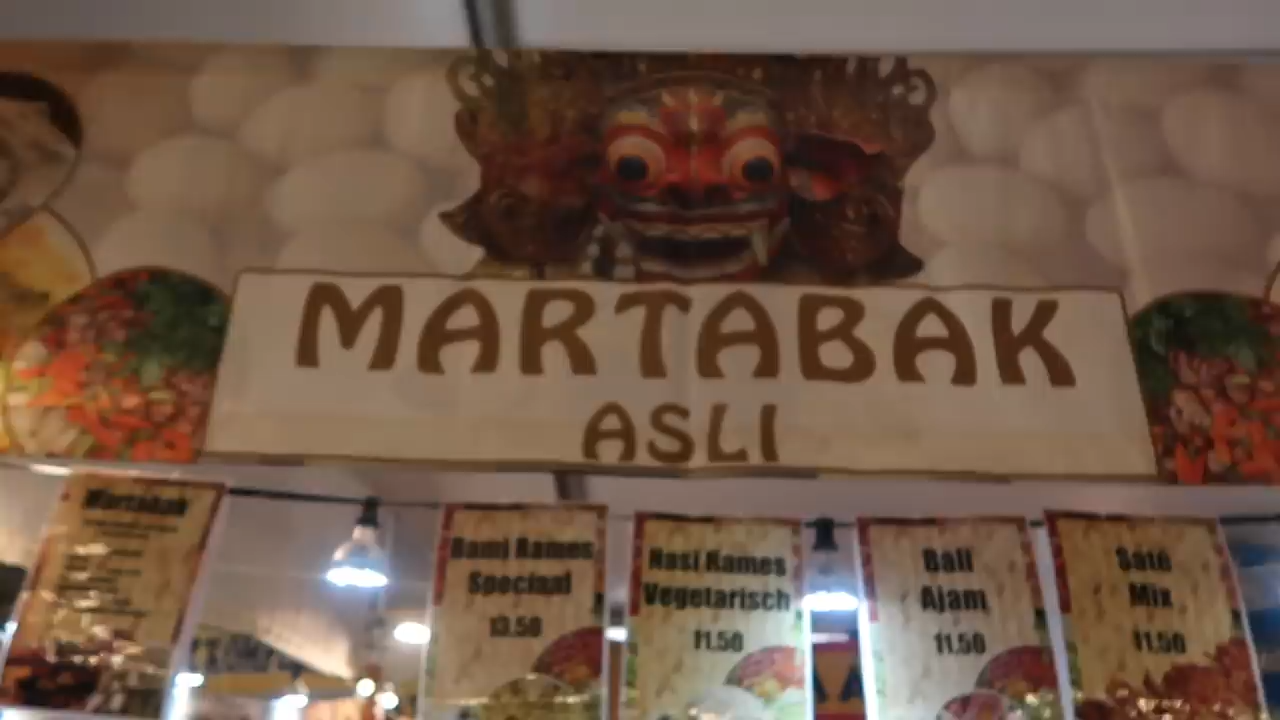 MARTABAK
ASLI
Martabak
Bami Rames
Speciaal
13.50
Nasi Rames
Vegetarisch
11.50
Bali
Ajam
11.50
Saté
Mix
11.50